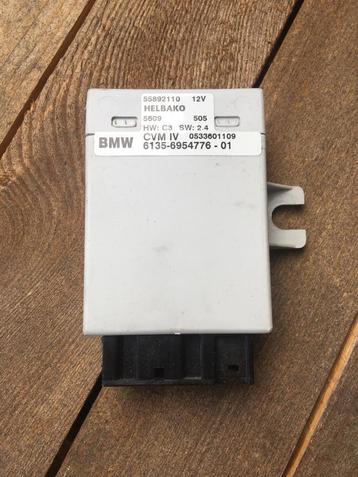 55892110 12V
HELBAKO
5609 505
HW: C3 SW: 2.4
BMW CVM IV 0533601109
6135-6954776-01